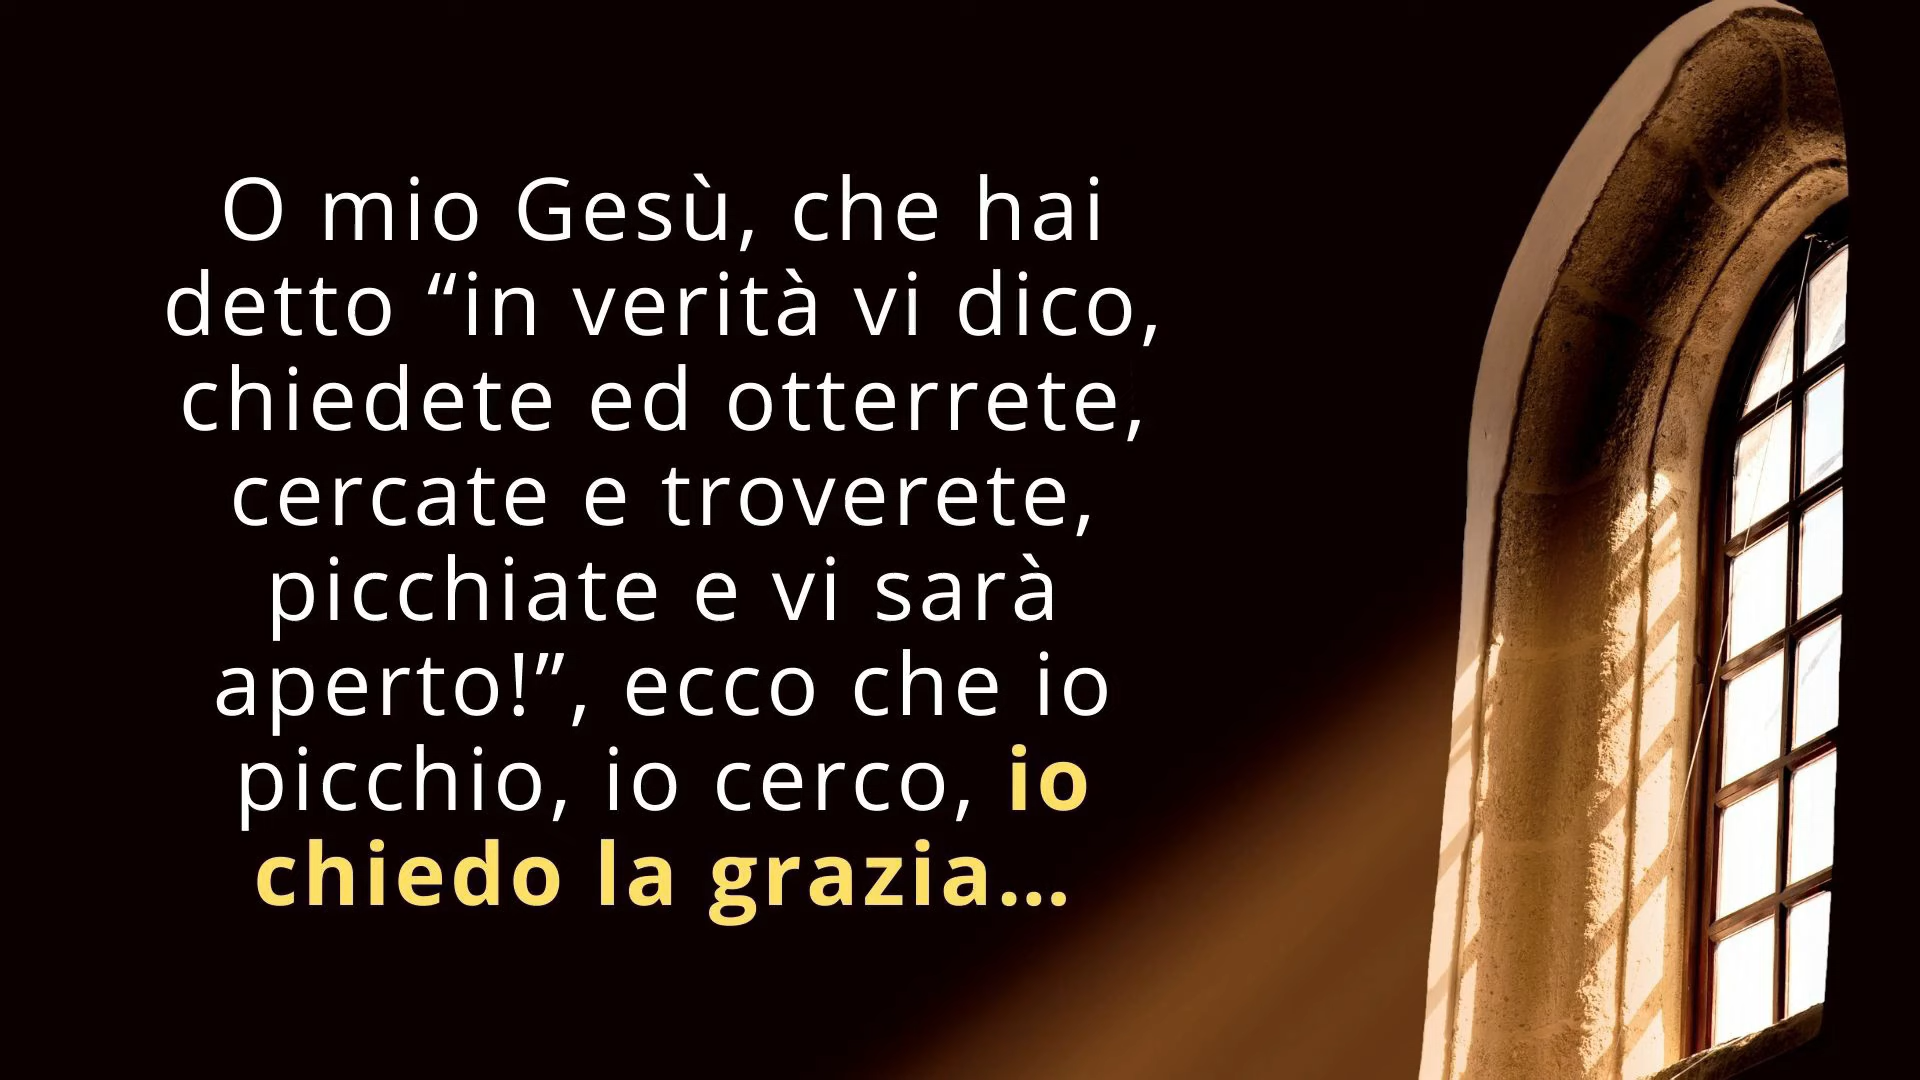 O mio Gesù, che hai
detto “in verità vi dico,
chiedete ed otterrete,
cercate e troverete,
picchiate e vi sarà
aperto!”, ecco che io
picchio, io cerco, io
chiedo la grazia…